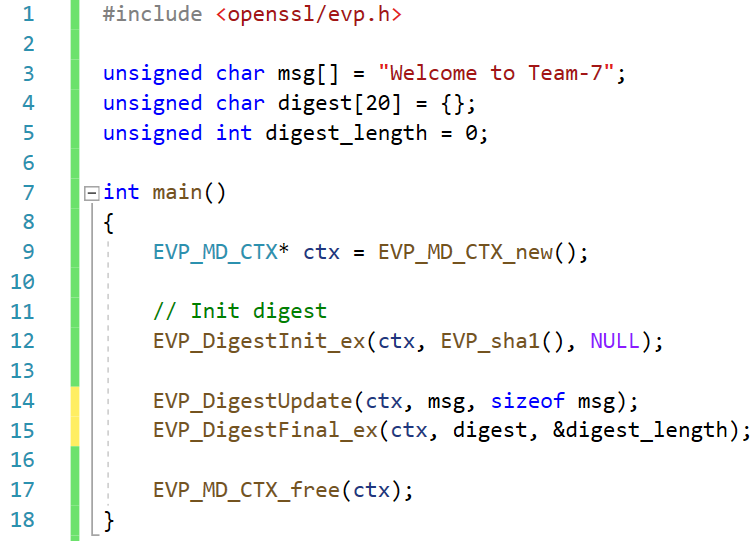 1 #include <openssl/evp.h>
2
3 unsigned char msg[] = "Welcome to Team-7";
4 unsigned char digest[20] = {};
5 unsigned int digest_length = 0;
6
7 int main()
8 {
9     EVP_MD_CTX* ctx = EVP_MD_CTX_new();
10
11     // Init digest
12     EVP_DigestInit_ex(ctx, EVP_sha1(), NULL);
13
14     EVP_DigestUpdate(ctx, msg, sizeof msg);
15     EVP_DigestFinal_ex(ctx, digest, &digest_length);
16
17     EVP_MD_CTX_free(ctx);
18 }